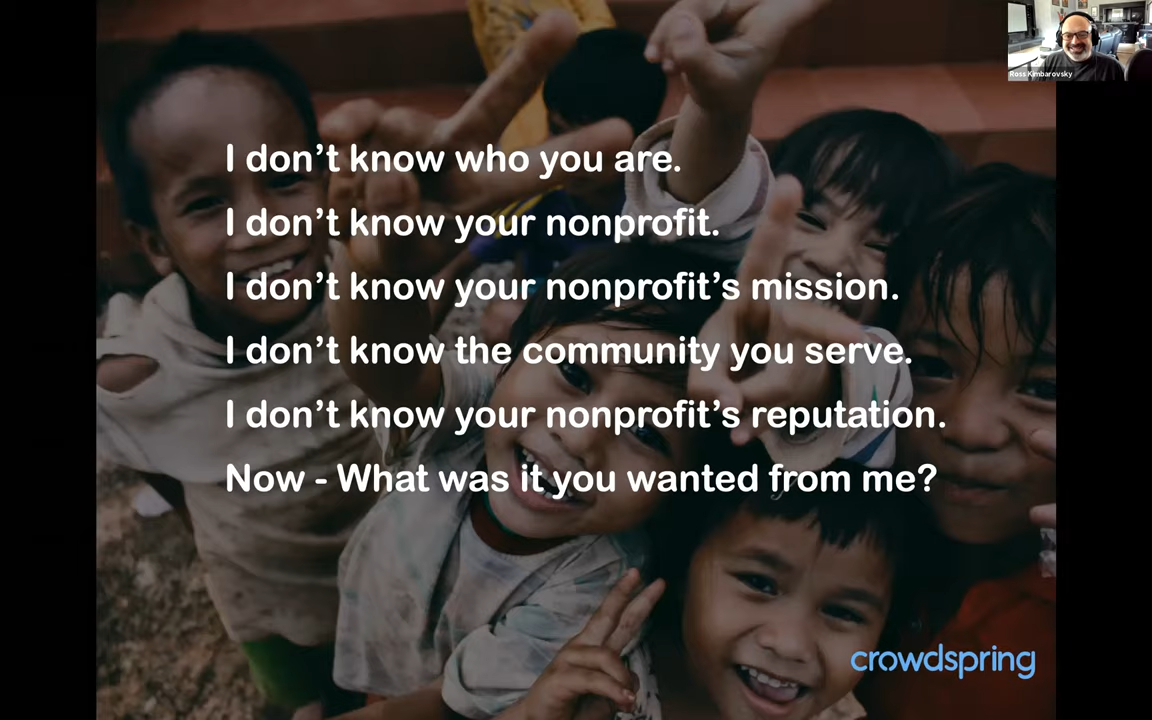 Ross Kimbarovsky
I don’t know who you are.
I don’t know your nonprofit.
I don’t know your nonprofit’s mission.
I don’t know the community you serve.
I don’t know your nonprofit’s reputation.
Now - What was it you wanted from me?
crowdspring